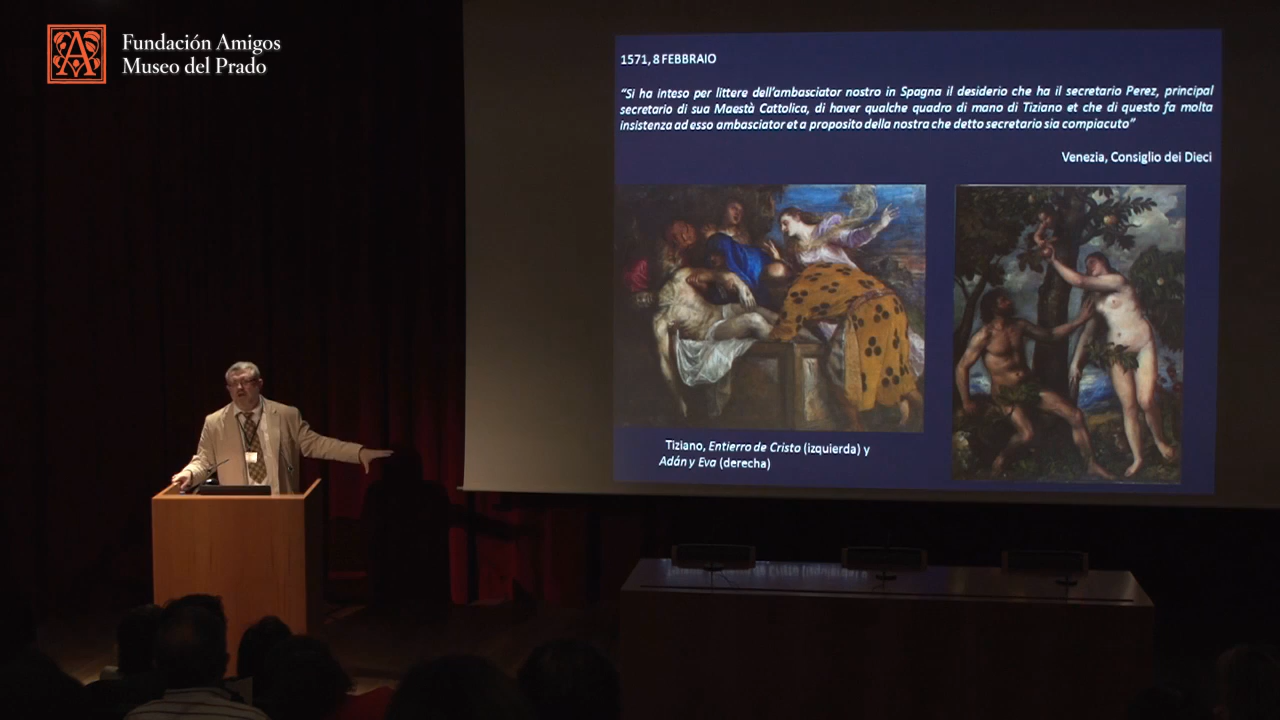 Fundación Amigos
Museo del Prado
1571, 8 FEBBRAIO
“Si ha inteso per littere dell’ambasciator nostro in Spagna il desiderio che ha il secretario Perez, principal
secretario di sua Maestà Cattolica, di haver qualche quadro di mano di Tiziano et che di questo fa molta
insistenza ad esso ambasciator et a proposito della nostra che detto secretario sia compiacuto”
Venezia, Consiglio dei Dieci
Tiziano, Entierro de Cristo (izquierda) y
Adán y Eva (derecha)